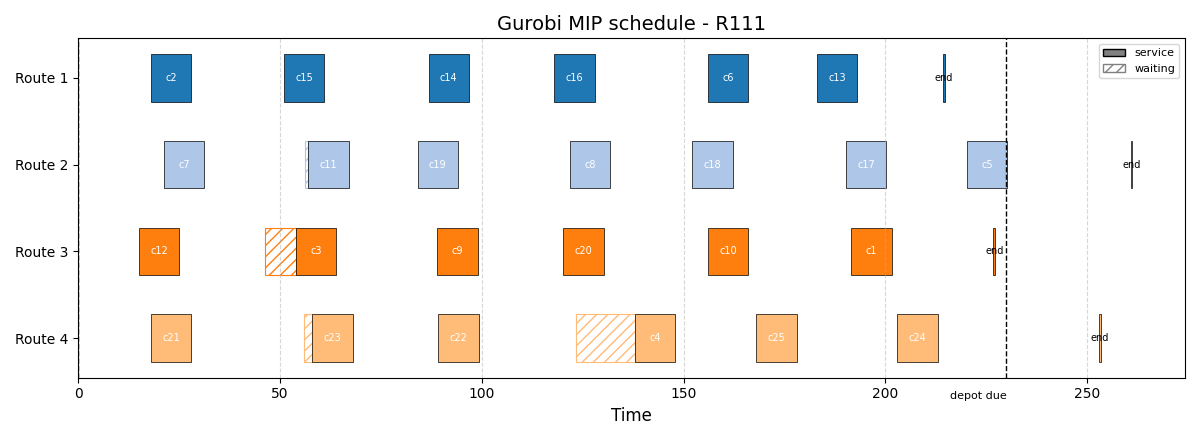 Gurobi MIP schedule - R111
service
waiting
Route 1
c2
c15
c14
c16
c6
c13
end
Route 2
c7
c11
c19
c8
c18
c17
c5
end
Route 3
c12
c3
c9
c20
c10
c1
end
Route 4
c21
c23
c22
c4
c25
c24
end
0
50
100
150
200
250
depot due
Time